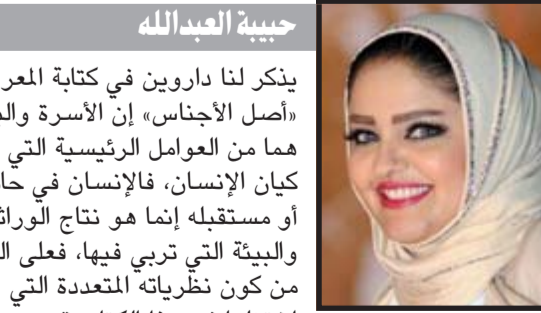 حبيبة العبدالله
يذكر لنا داروين في كتابة المعر
«أصل الأجناس» إن الأسرة وال
هما من العوامل الرئيسية التي
كيان الإنسان، فالإنسان في حا
أو مستقبله إنما هو نتاج الوراث
والبيئة التي تربي فيها، فعلى ال
من كون نظرياته المتعددة التي